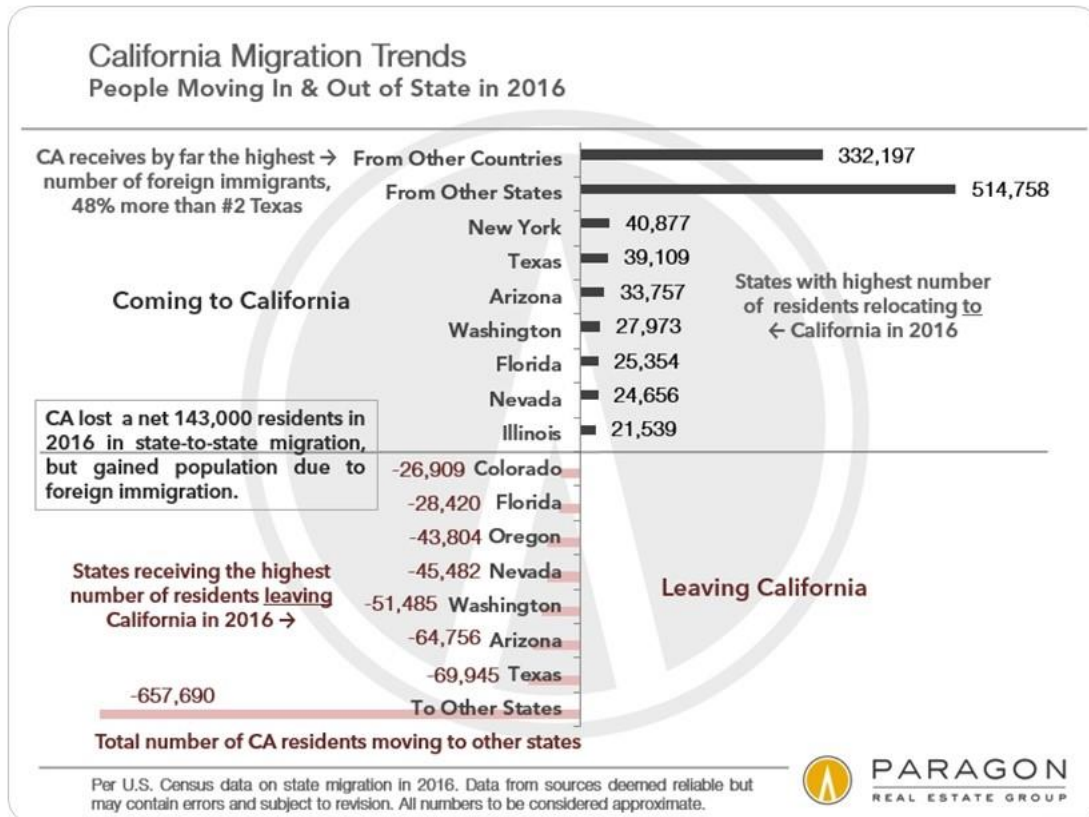 California Migration Trends
People Moving In & Out of State in 2016
CA receives by far the highest →
number of foreign immigrants,
48% more than #2 Texas
From Other Countries 332,197
From Other States 514,758
New York 40,877
Texas 39,109
Arizona 33,757
Washington 27,973
Florida 25,354
Nevada 24,656
Illinois 21,539
Coming to California
States with highest number
of residents relocating to
← California in 2016
CA lost a net 143,000 residents in
2016 in state-to-state migration,
but gained population due to
foreign immigration.
-26,909 Colorado
-28,420 Florida
-43,804 Oregon
-45,482 Nevada
-51,485 Washington
-64,756 Arizona
-69,945 Texas
-657,690 To Other States
States receiving the highest
number of residents leaving
California in 2016 →
Leaving California
Total number of CA residents moving to other states
Per U.S. Census data on state migration in 2016. Data from sources deemed reliable but
may contain errors and subject to revision. All numbers to be considered approximate.
PARAGON
REAL ESTATE GROUP